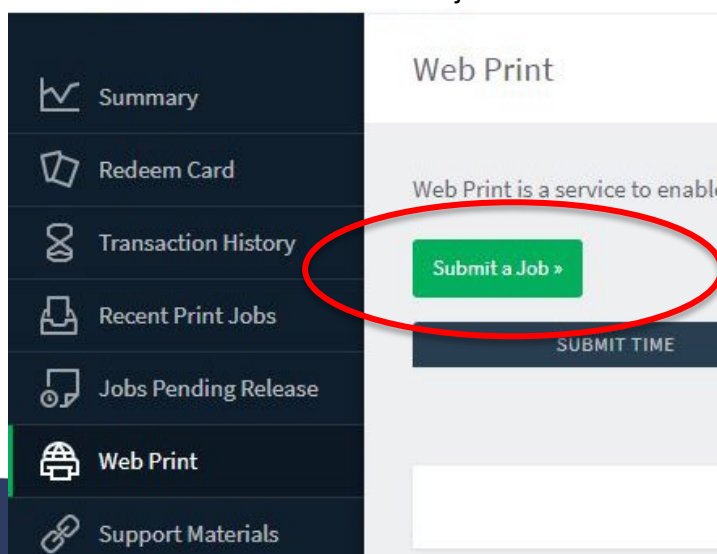 Summary
Redeem Card
Transaction History
Recent Print Jobs
Jobs Pending Release
Web Print
Support Materials
Web Print
Web Print is a service to enable
Submit a Job »
SUBMIT TIME